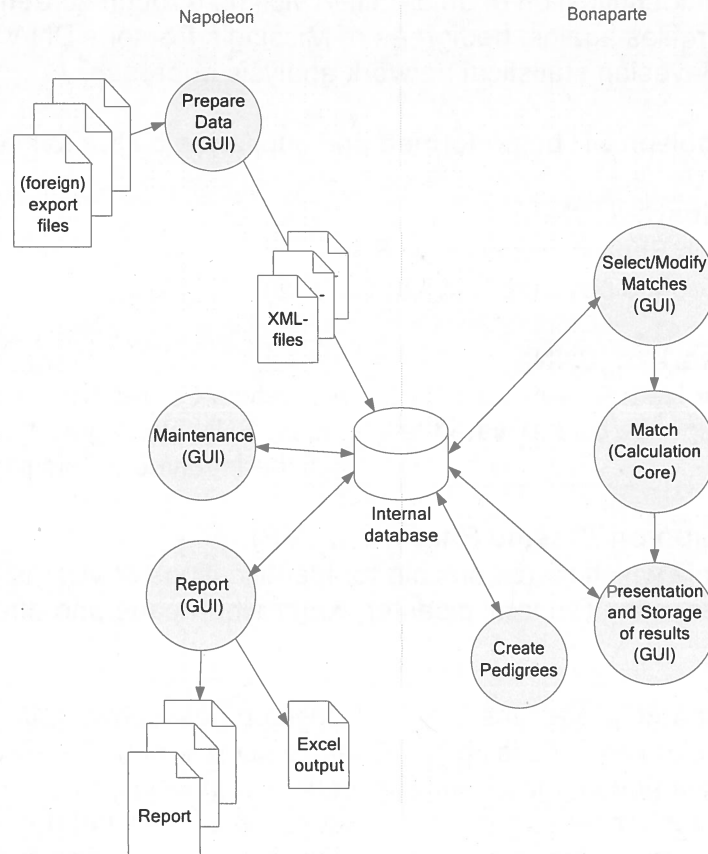 Napoleon
Bonaparte
Prepare
Data
(GUI)
(foreign)
export
files
XML-
files
Select/Modify
Matches
(GUI)
Maintenance
(GUI)
Match
(Calculation
Core)
Internal
database
Report
(GUI)
Presentation
and Storage
of results
(GUI)
Create
Pedigrees
Excel
output
Report